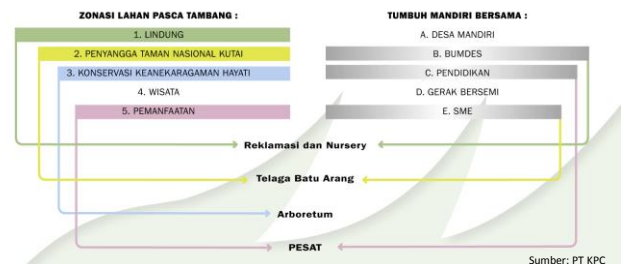 ZONASI LAHAN PASCA TAMBANG :
1. LINDUNG
2. PENYANGGA TAMAN NASIONAL KUTAI
3. KONSERVASI KEANEKARAGAMAN HAYATI
4. WISATA
5. PEMANFAATAN
TUMBUH MANDIRI BERSAMA :
A. DESA MANDIRI
B. BUMDES
C. PENDIDIKAN
D. GERAK BERSEMI
E. SME
Reklamasi dan Nursery
Telaga Batu Arang
Arboretum
PESAT
Sumber: PT KPC